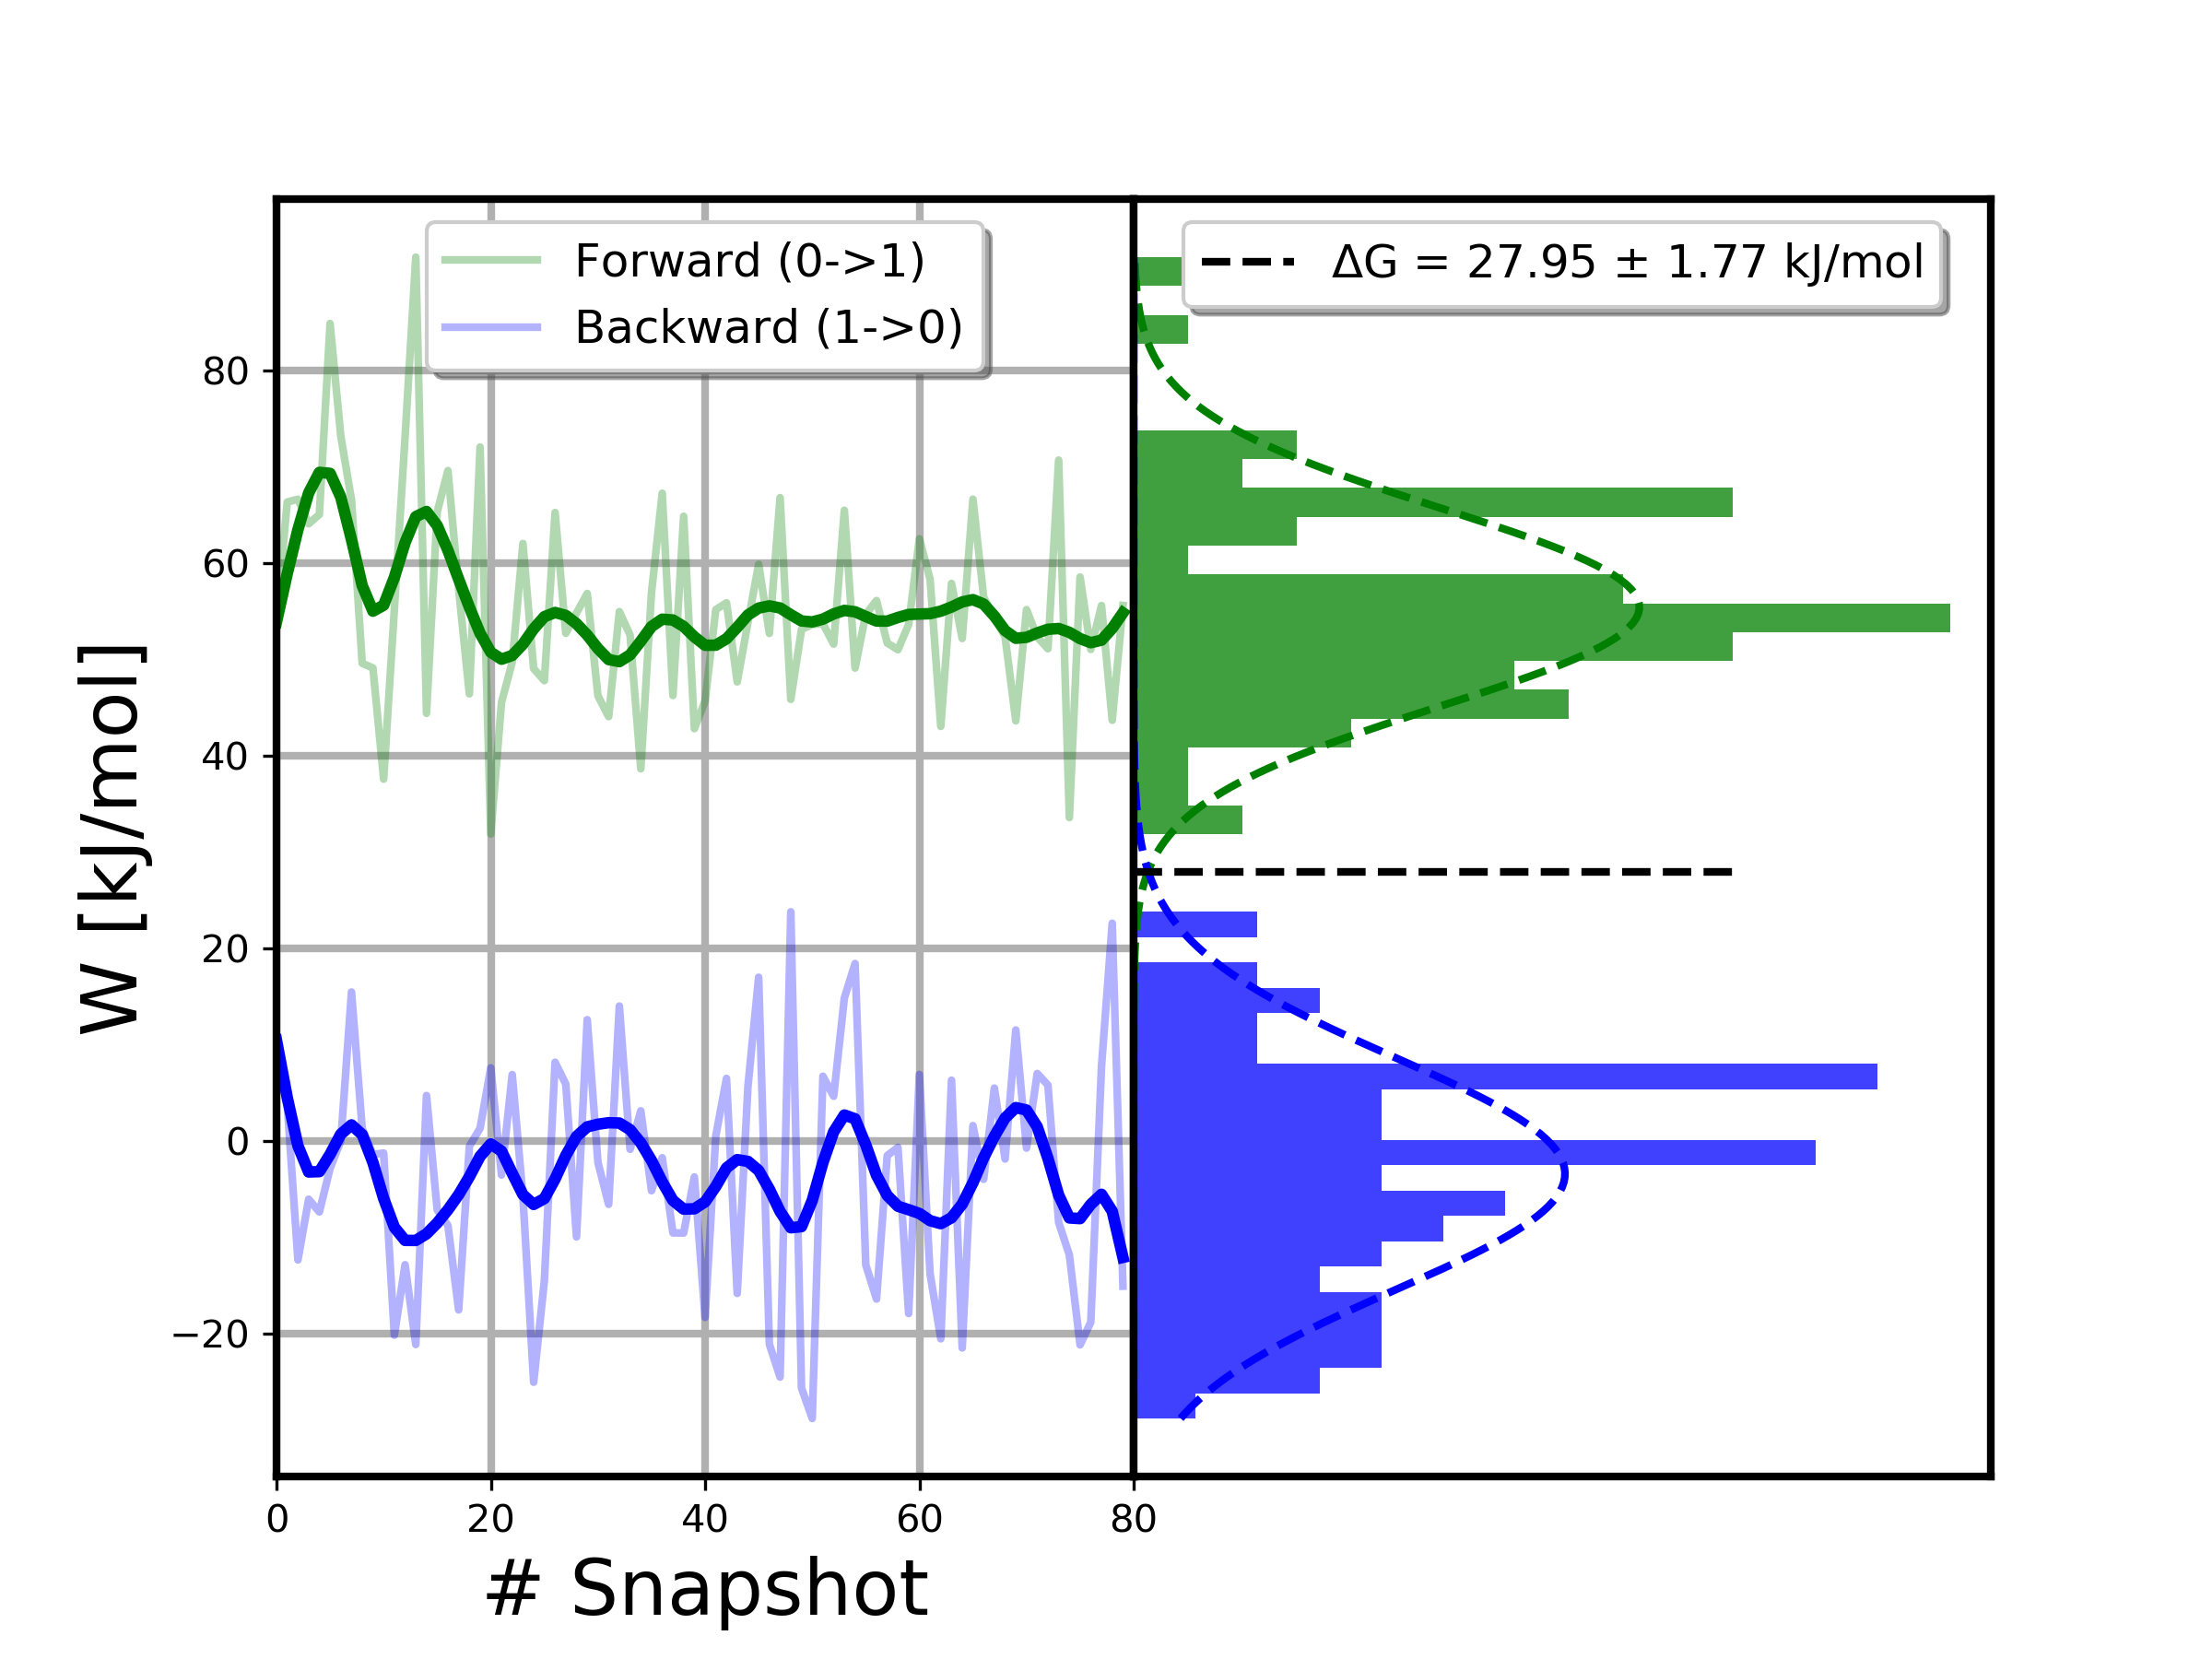 Forward (0->1)
Backward (1->0)
ΔG = 27.95 ± 1.77 kJ/mol
W [kJ/mol]
80
60
40
20
0
−20
0 20 40 60 80
# Snapshot